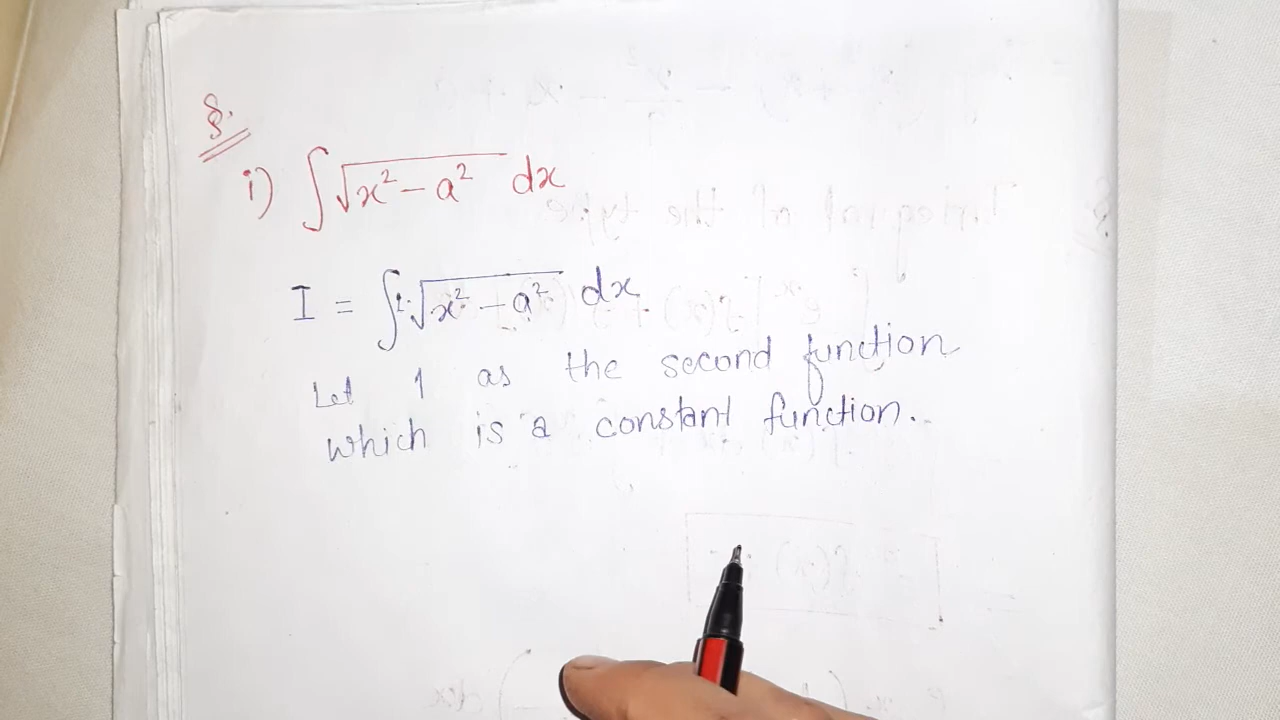 §.
i) ∫√(x² – a²) dx
I = ∫1.√(x² – a²) dx
Let 1 as the second function
which is a constant function.